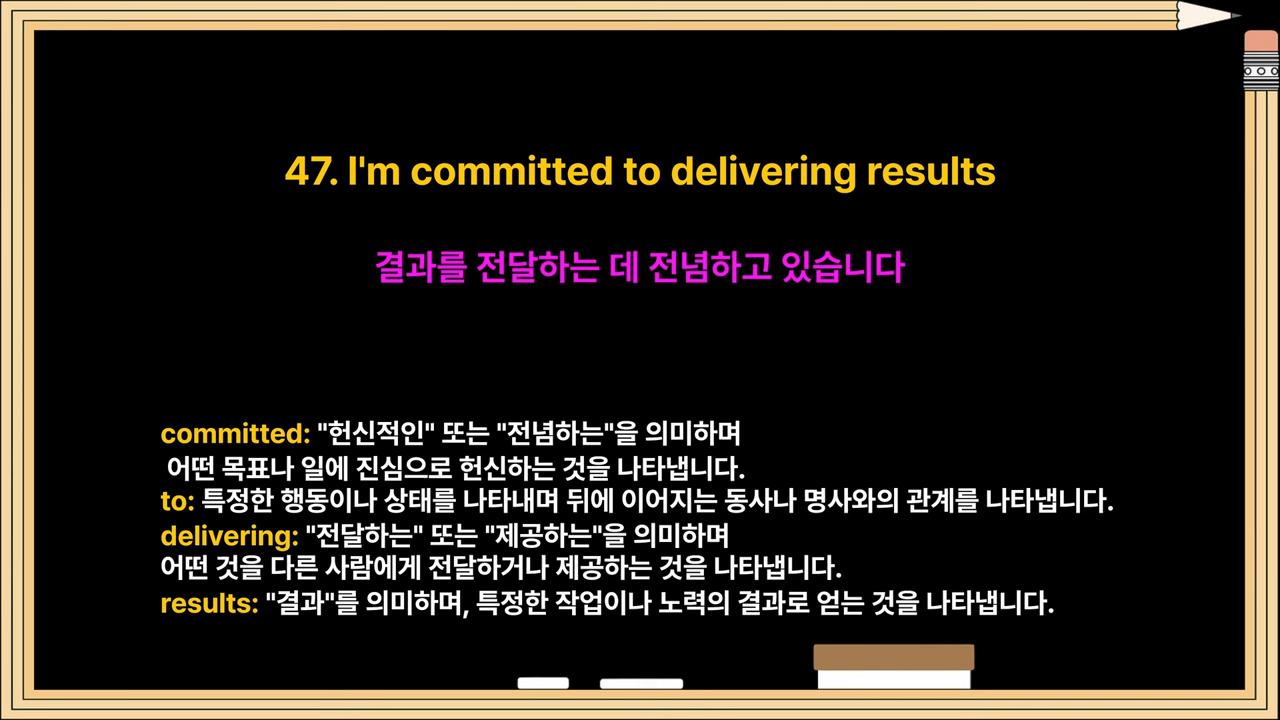 47. I'm committed to delivering results
결과를 전달하는 데 전념하고 있습니다
committed: "헌신적인" 또는 "전념하는"을 의미하며
어떤 목표나 일에 진심으로 헌신하는 것을 나타냅니다.
to: 특정한 행동이나 상태를 나타내며 뒤에 이어지는 동사나 명사와의 관계를 나타냅니다.
delivering: "전달하는" 또는 "제공하는"을 의미하며
어떤 것을 다른 사람에게 전달하거나 제공하는 것을 나타냅니다.
results: "결과"를 의미하며, 특정한 작업이나 노력의 결과로 얻는 것을 나타냅니다.